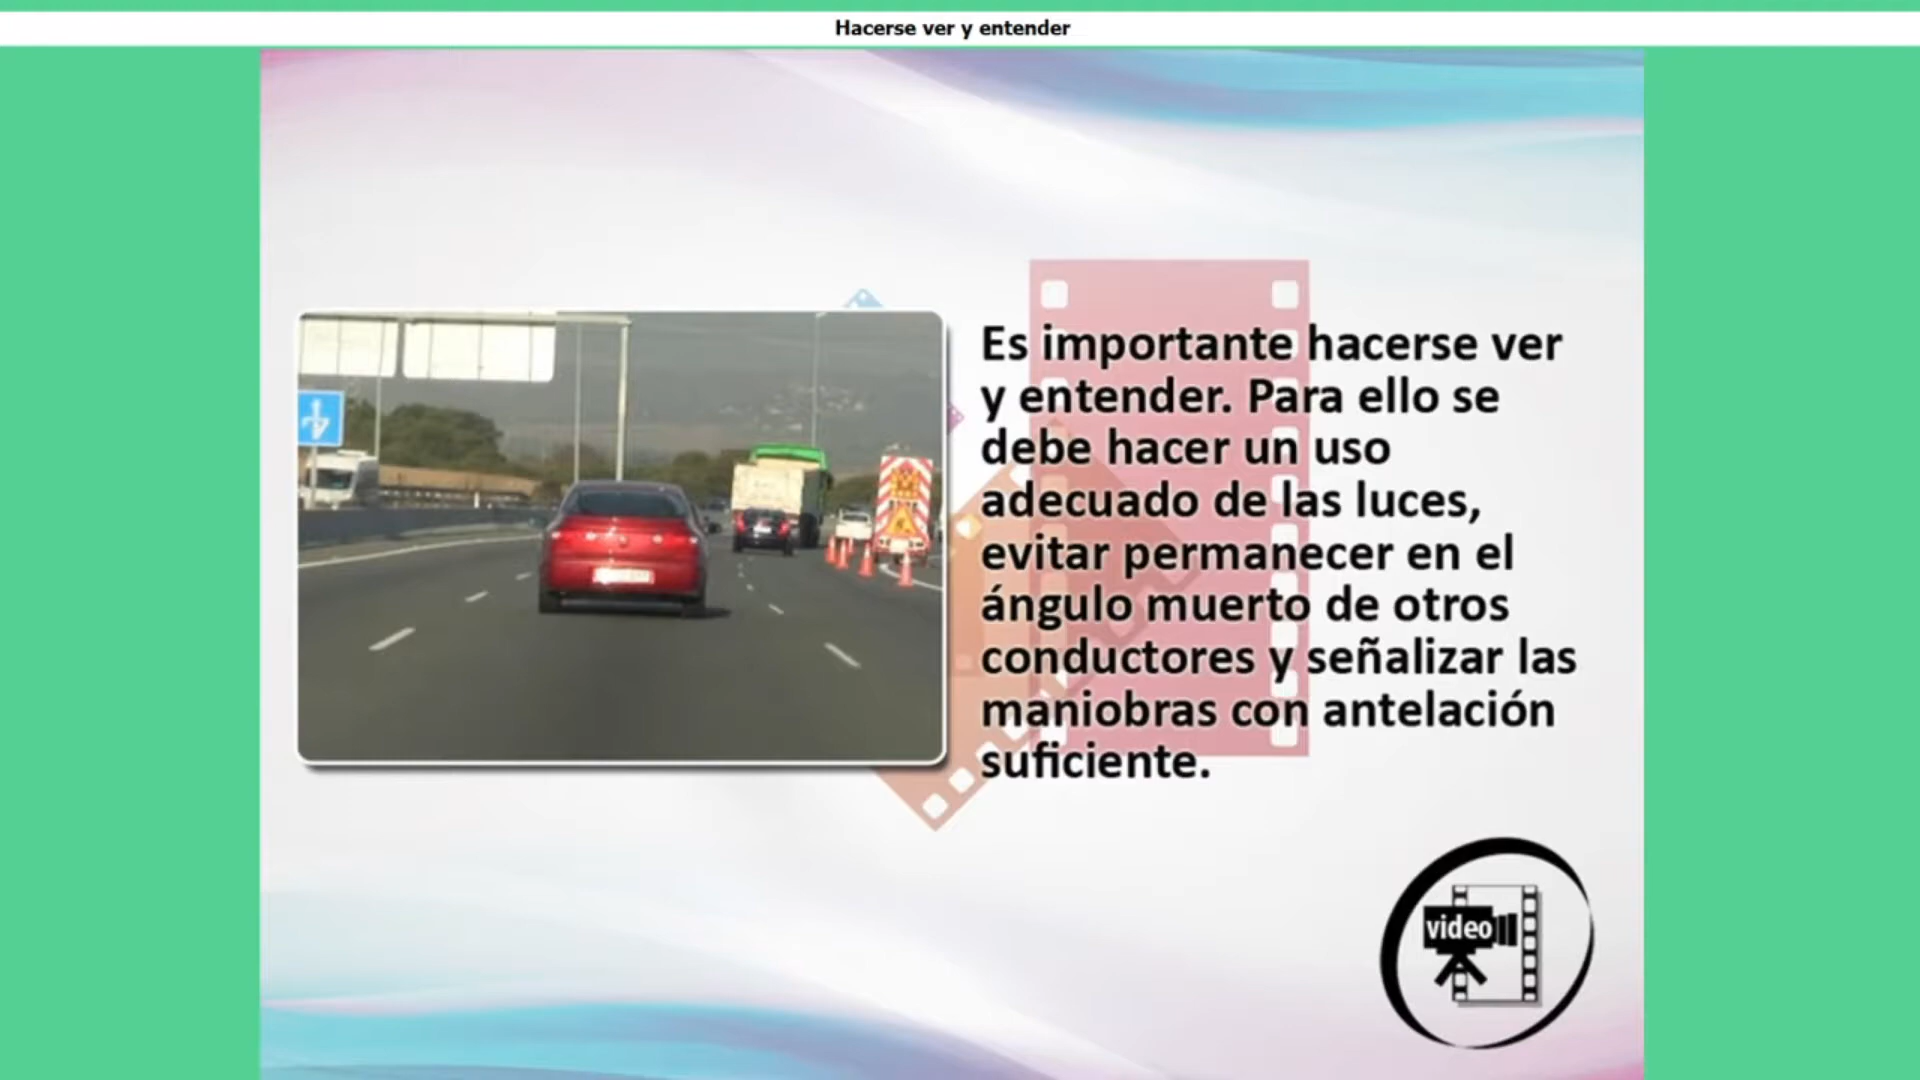 Hacerse ver y entender
Es importante hacerse ver
y entender. Para ello se
debe hacer un uso
adecuado de las luces,
evitar permanecer en el
ángulo muerto de otros
conductores y señalizar las
maniobras con antelación
suficiente.
video